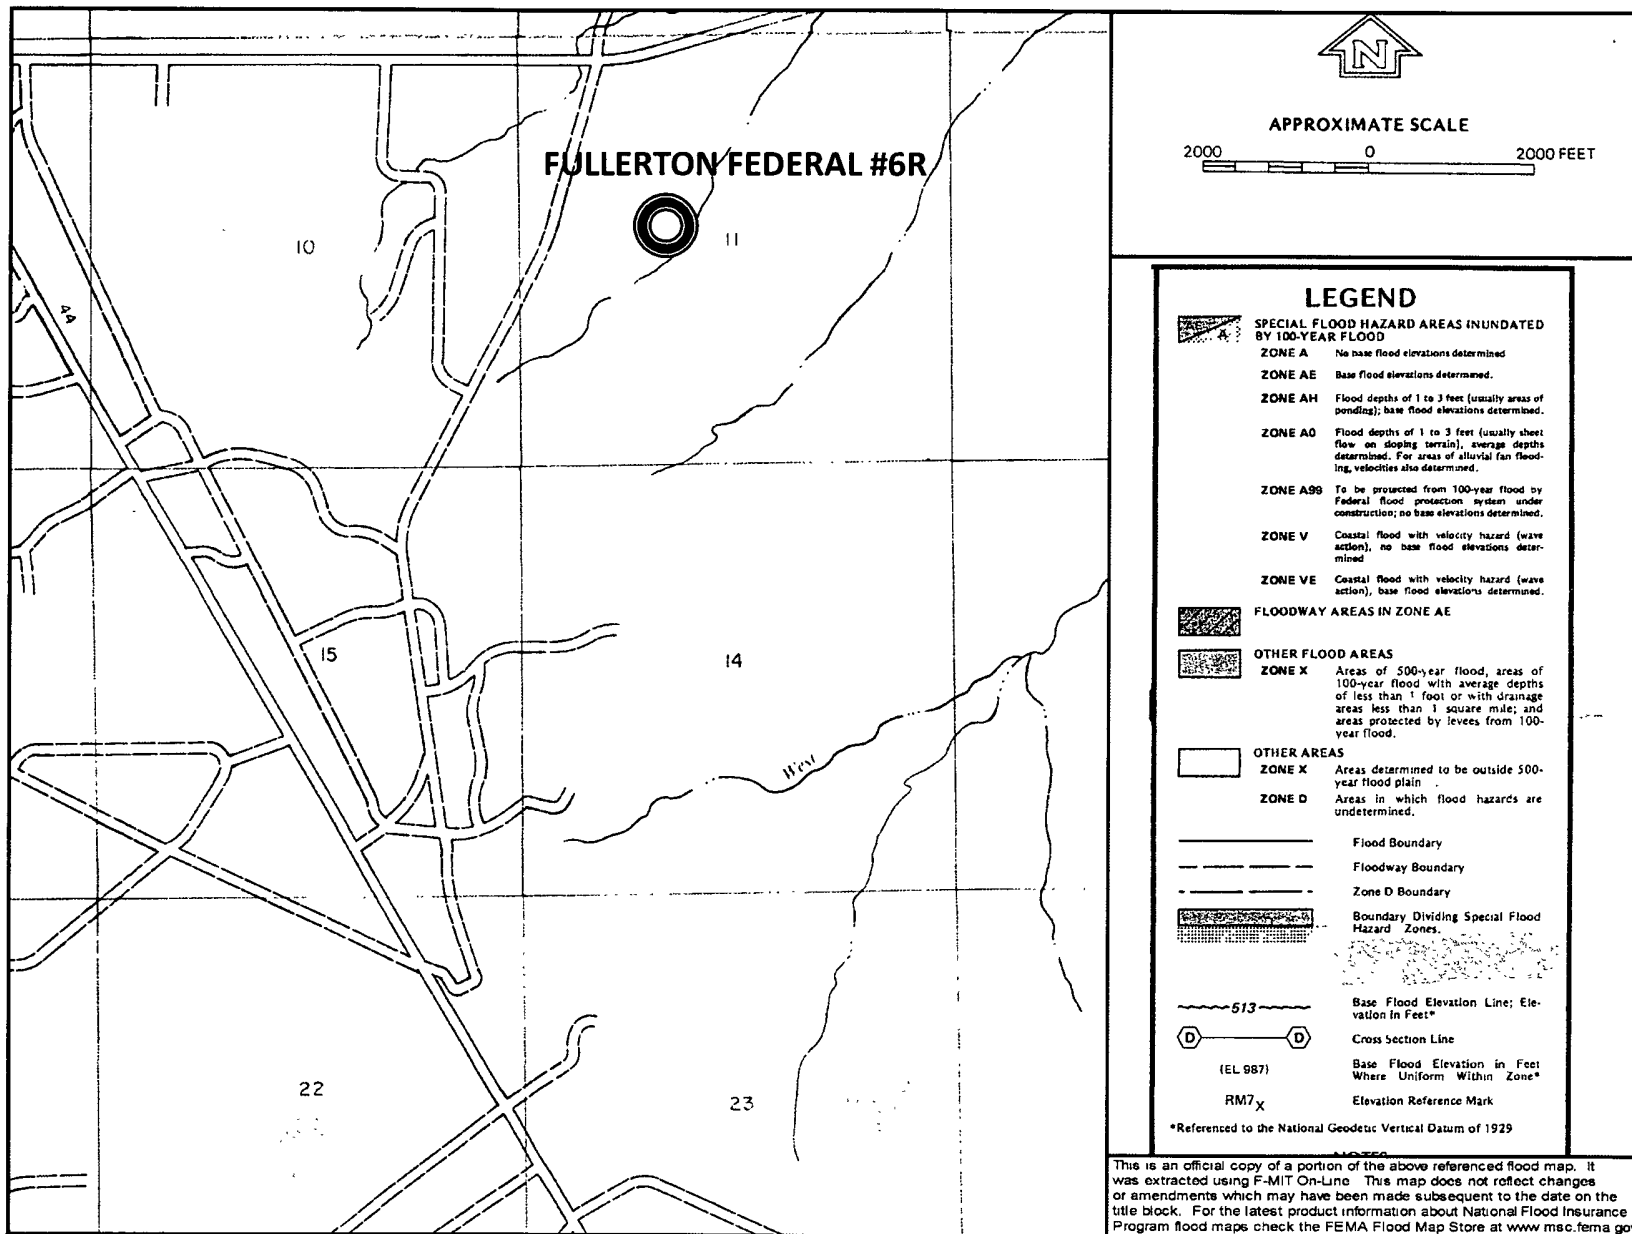 N
APPROXIMATE SCALE
2000 0 2000 FEET
FULLERTON FEDERAL #6R
10
11
44
15
14
West
22
23
LEGEND
SPECIAL FLOOD HAZARD AREAS INUNDATED
BY 100-YEAR FLOOD
ZONE A No base flood elevations determined
ZONE AE Base flood elevations determined.
ZONE AH Flood depths of 1 to 3 feet (usually areas of
ponding); base flood elevations determined.
ZONE AO Flood depths of 1 to 3 feet (usually sheet
flow on sloping terrain), average depths
determined. For areas of alluvial fan flood-
ing, velocities also determined.
ZONE A99 To be protected from 100-year flood by
Federal flood protection system under
construction; no base elevations determined.
ZONE V Coastal flood with velocity hazard (wave
action), no base flood elevations deter-
mined
ZONE VE Coastal flood with velocity hazard (wave
action), base flood elevations determined.
FLOODWAY AREAS IN ZONE AE
OTHER FLOOD AREAS
ZONE X Areas of 500-year flood, areas of
100-year flood with average depths
of less than 1 foot or with drainage
areas less than 1 square mile; and
areas protected by levees from 100-
year flood.
OTHER AREAS
ZONE X Areas determined to be outside 500-
year flood plain
ZONE D Areas in which flood hazards are
undetermined.
Flood Boundary
Floodway Boundary
Zone D Boundary
Boundary Dividing Special Flood
Hazard Zones.
513 Base Flood Elevation Line; Ele-
vation in Feet*
D D Cross Section Line
(EL 987) Base Flood Elevation in Feet
Where Uniform Within Zone*
RM7X Elevation Reference Mark
*Referenced to the National Geodetic Vertical Datum of 1929
NOTES
This is an official copy of a portion of the above referenced flood map. It
was extracted using F-MIT On-Line This map does not reflect changes
or amendments which may have been made subsequent to the date on the
title block. For the latest product information about National Flood Insurance
Program flood maps check the FEMA Flood Map Store at www msc.fema gov